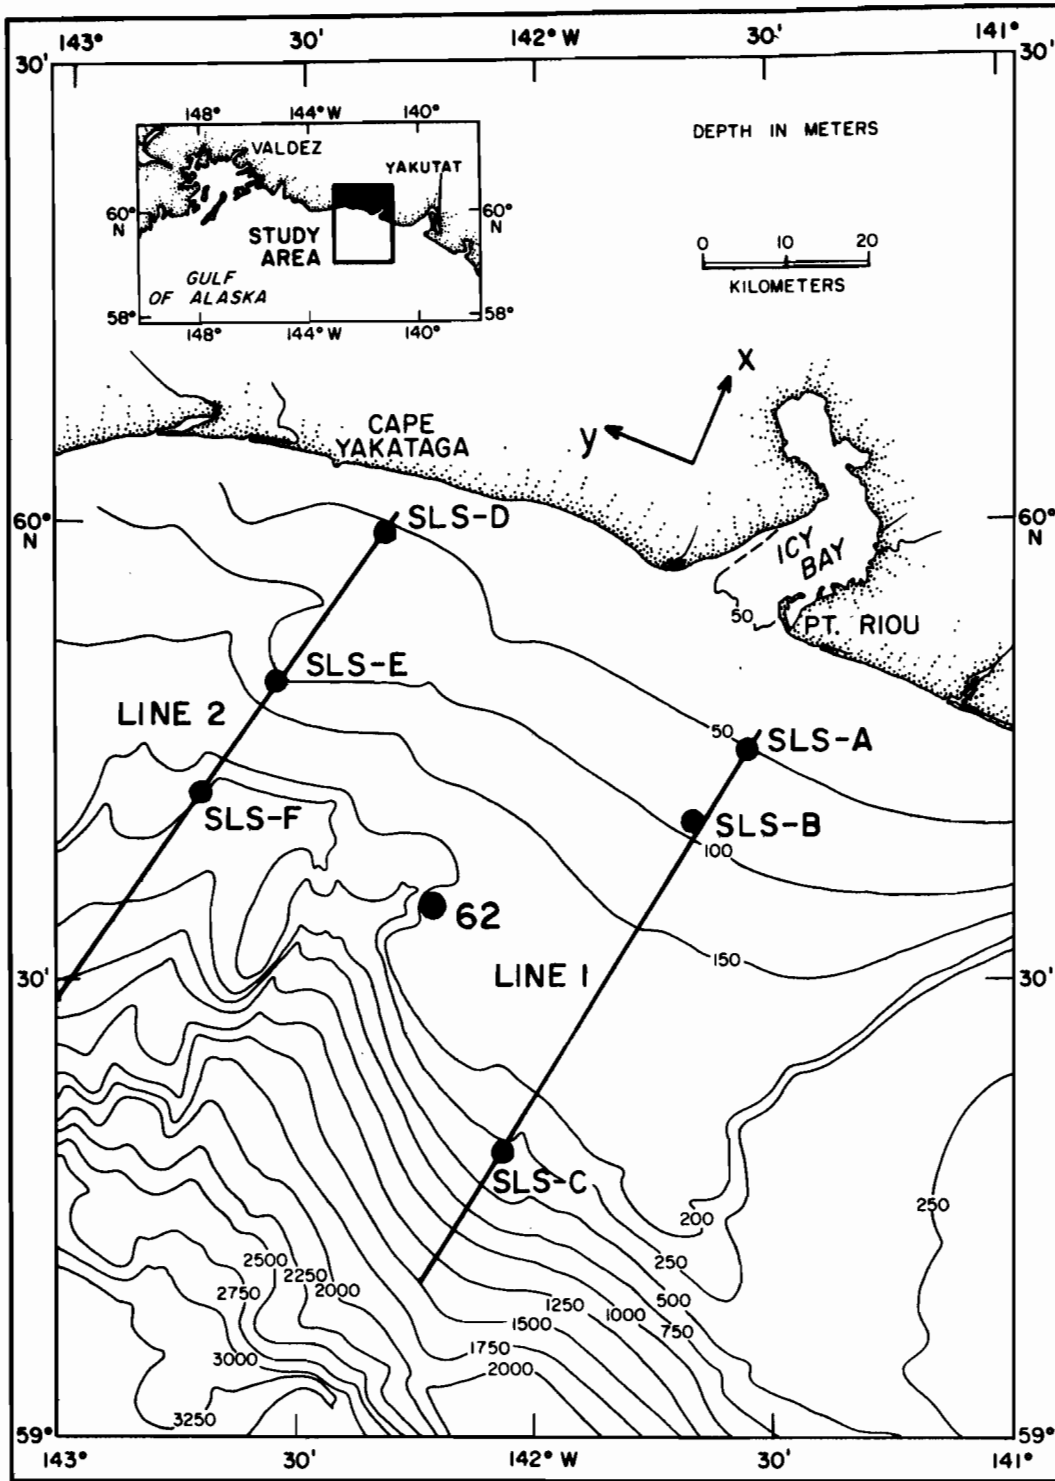 143° 30' 142° W 30' 141°
30' 30'
148° 144° W 140°
VALDEZ
YAKUTAT
60°
N
60°
N
STUDY
AREA
GULF
OF ALASKA
58° 58°
148° 144° W 140°
DEPTH IN METERS
0 10 20
KILOMETERS
x
y
CAPE
YAKATAGA
60°
N
60°
N
SLS-D
ICY
BAY
50
PT. RIOU
SLS-E
LINE 2
50
SLS-A
SLS-F
SLS-B
100
62
150
LINE 1
30' 30'
SLS-C
200
250
250
2500
2250
2000
2750
500
1250
1000
750
1500
1750
2000
3000
3250
59° 59°
143° 30' 142° W 30' 141°